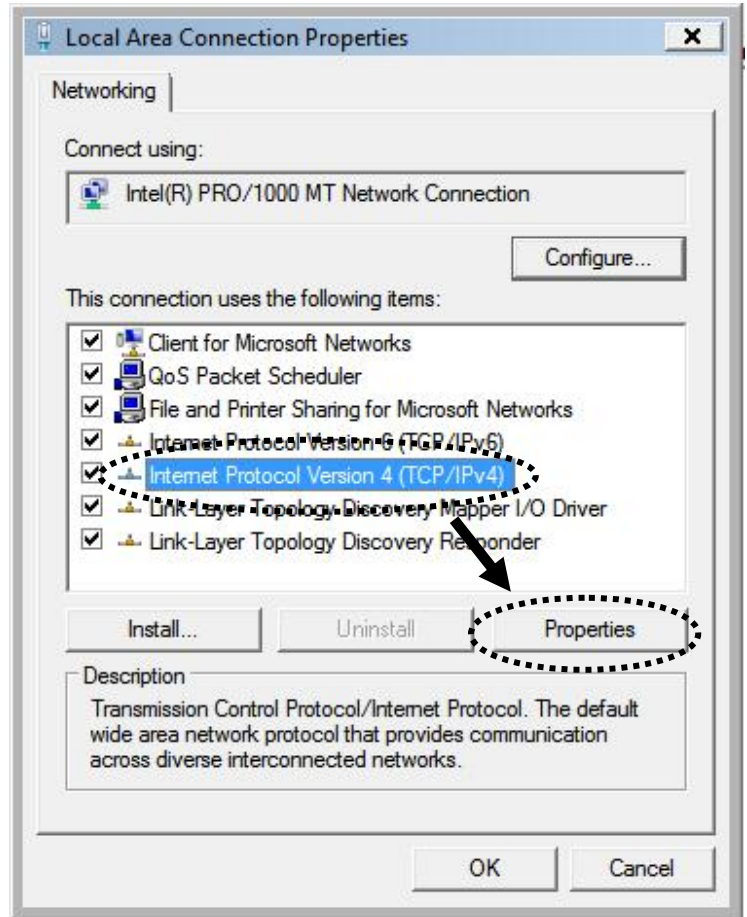 Local Area Connection Properties
Networking
Connect using:
Intel(R) PRO/1000 MT Network Connection
Configure...
This connection uses the following items:
Client for Microsoft Networks
QoS Packet Scheduler
File and Printer Sharing for Microsoft Networks
Internet Protocol Version 6 (TCP/IPv6)
Internet Protocol Version 4 (TCP/IPv4)
Link-Layer Topology Discovery Mapper I/O Driver
Link-Layer Topology Discovery Responder
Install... Uninstall Properties
Description
Transmission Control Protocol/Internet Protocol. The default
wide area network protocol that provides communication
across diverse interconnected networks.
OK Cancel